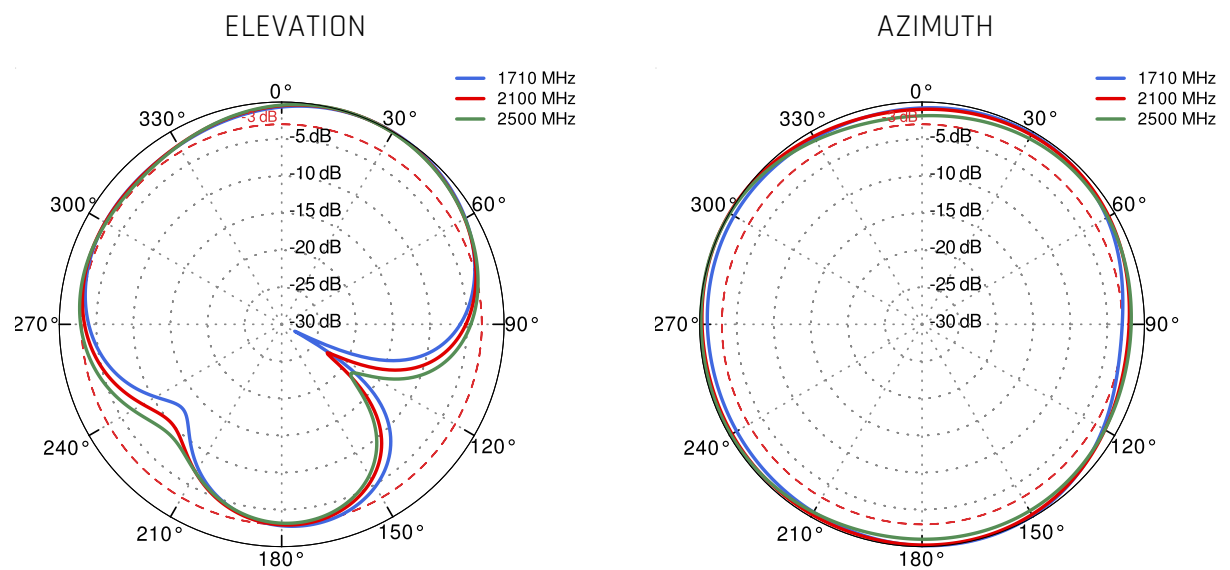 ELEVATION
1710 MHz
2100 MHz
2500 MHz
0°
330°
30°
-3 dB
-5 dB
-10 dB
300°
60°
-15 dB
-20 dB
-25 dB
270°
-30 dB
90°
240°
120°
210°
150°
180°
AZIMUTH
1710 MHz
2100 MHz
2500 MHz
0°
330°
30°
-3 dB
-5 dB
-10 dB
300°
60°
-15 dB
-20 dB
-25 dB
270°
-30 dB
90°
240°
120°
210°
150°
180°